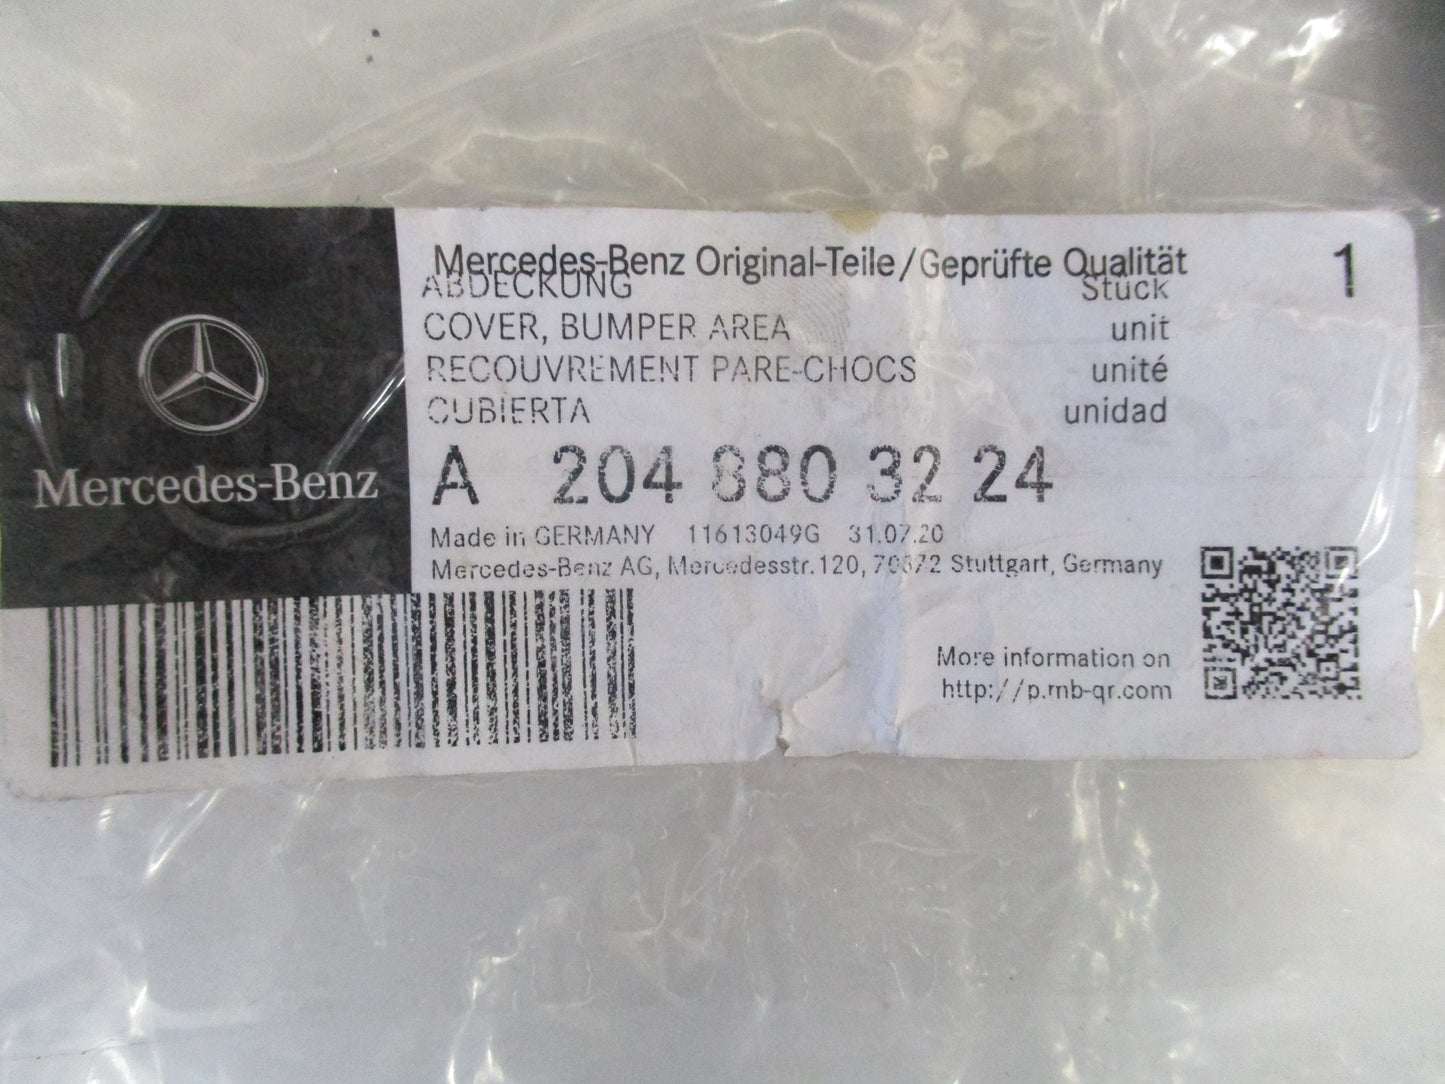 Mercedes-Benz
Mercedes-Benz Original-Teile/Geprüfte Qualität 1
ABDECKUNG Stück
COVER, BUMPER AREA unit
RECOUVREMENT PARE-CHOCS unité
CUBIERTA unidad
A 204 880 32 24
Made in GERMANY 11613049G 31.07.20
Mercedes-Benz AG, Mercedesstr. 120, 70372 Stuttgart, Germany
More information on
http://p.mb-qr.com